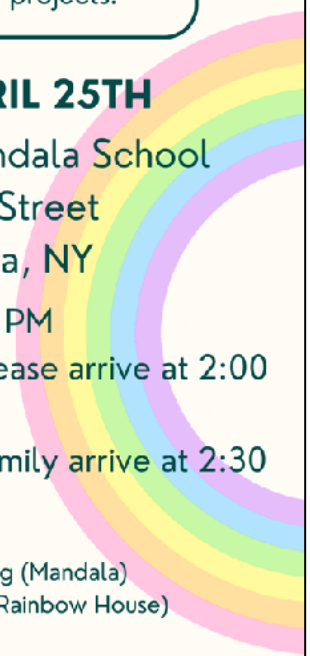 projects.
RIL 25TH
ndala School
Street
a, NY
PM
ease arrive at 2:00
mily arrive at 2:30
g (Mandala)
Rainbow House)